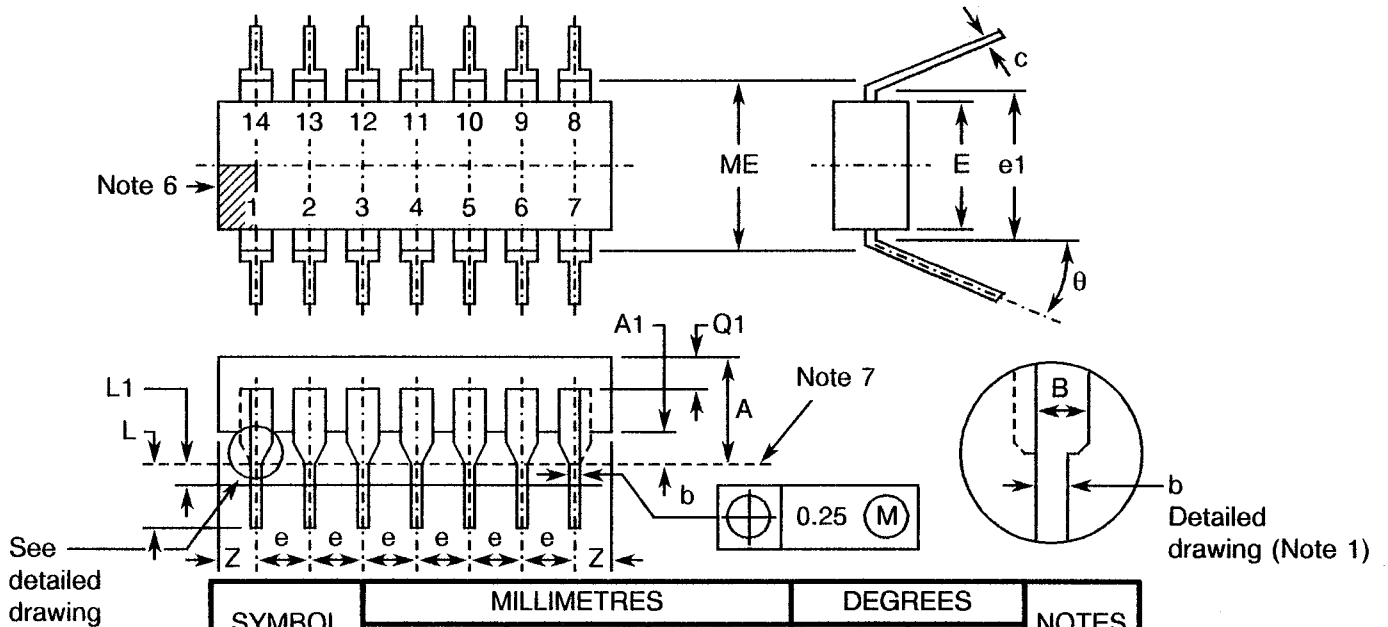 14 13 12 11 10 9 8
1 2 3 4 5 6 7
Note 6
ME
E
e1
c
θ
A1
Q1
L1
L
A
Note 7
b
0.25 M
Z e e e e e e Z
See
detailed
drawing
B
b
Detailed
drawing (Note 1)
SYMBOL
MILLIMETRES
DEGREES
NOTES